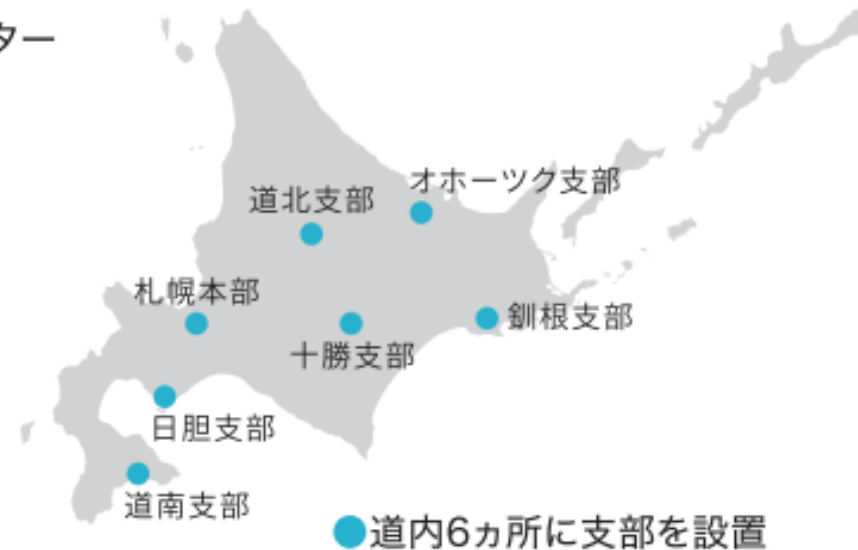 ター
オホーツク支部
道北支部
札幌本部
釧根支部
十勝支部
日胆支部
道南支部
道内6ヵ所に支部を設置